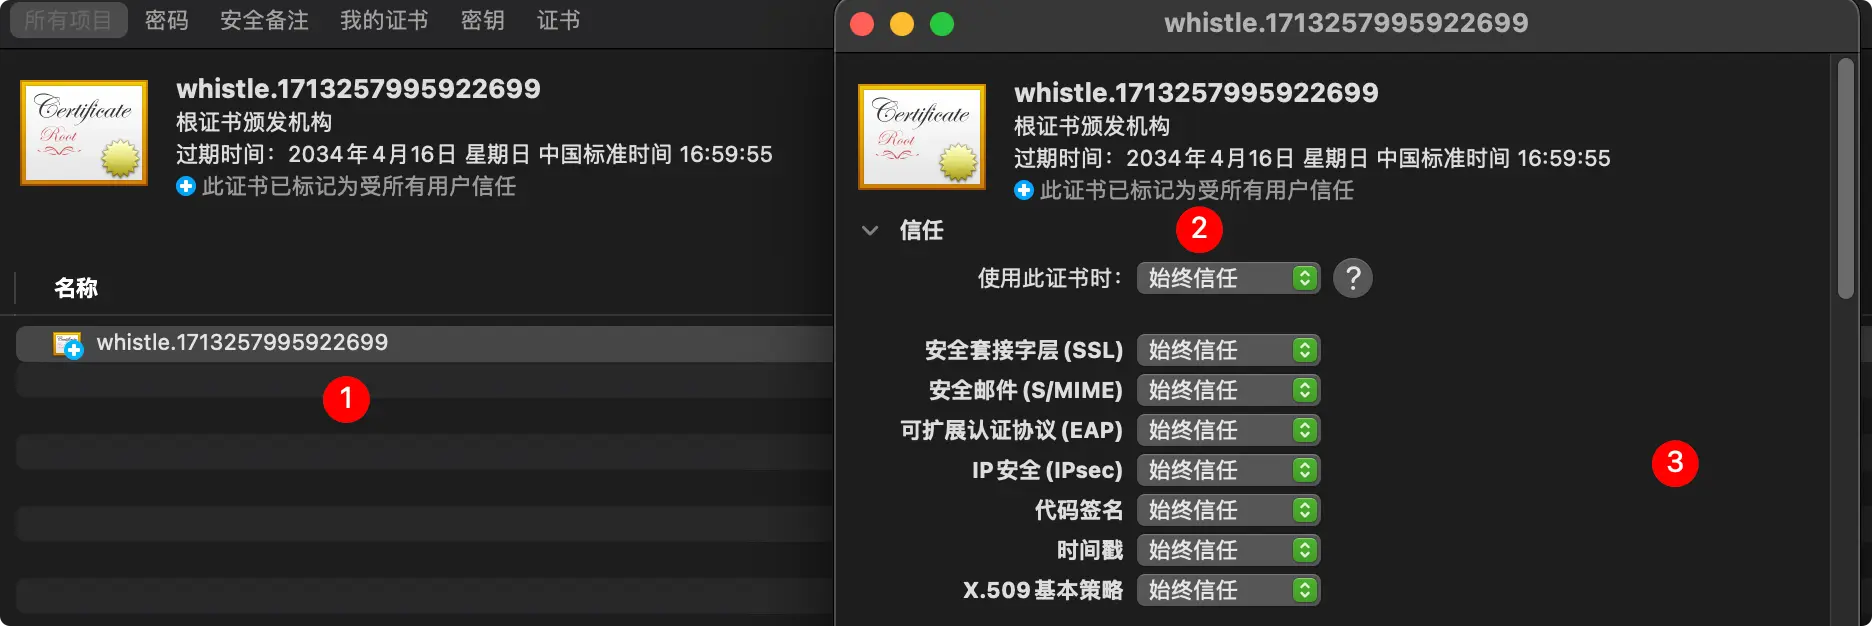 所有项目 密码 安全备注 我的证书 密钥 证书
Certificate
Root
whistle.1713257995922699
根证书颁发机构
过期时间：2034年4月16日 星期日 中国标准时间 16:59:55
此证书已标记为受所有用户信任
名称
whistle.1713257995922699
1
whistle.1713257995922699
Certificate
Root
whistle.1713257995922699
根证书颁发机构
过期时间：2034年4月16日 星期日 中国标准时间 16:59:55
此证书已标记为受所有用户信任
信任
2
使用此证书时： 始终信任 ?
安全套接字层 (SSL) 始终信任
安全邮件 (S/MIME) 始终信任
可扩展认证协议 (EAP) 始终信任
3
IP 安全 (IPsec) 始终信任
代码签名 始终信任
时间戳 始终信任
X.509 基本策略 始终信任